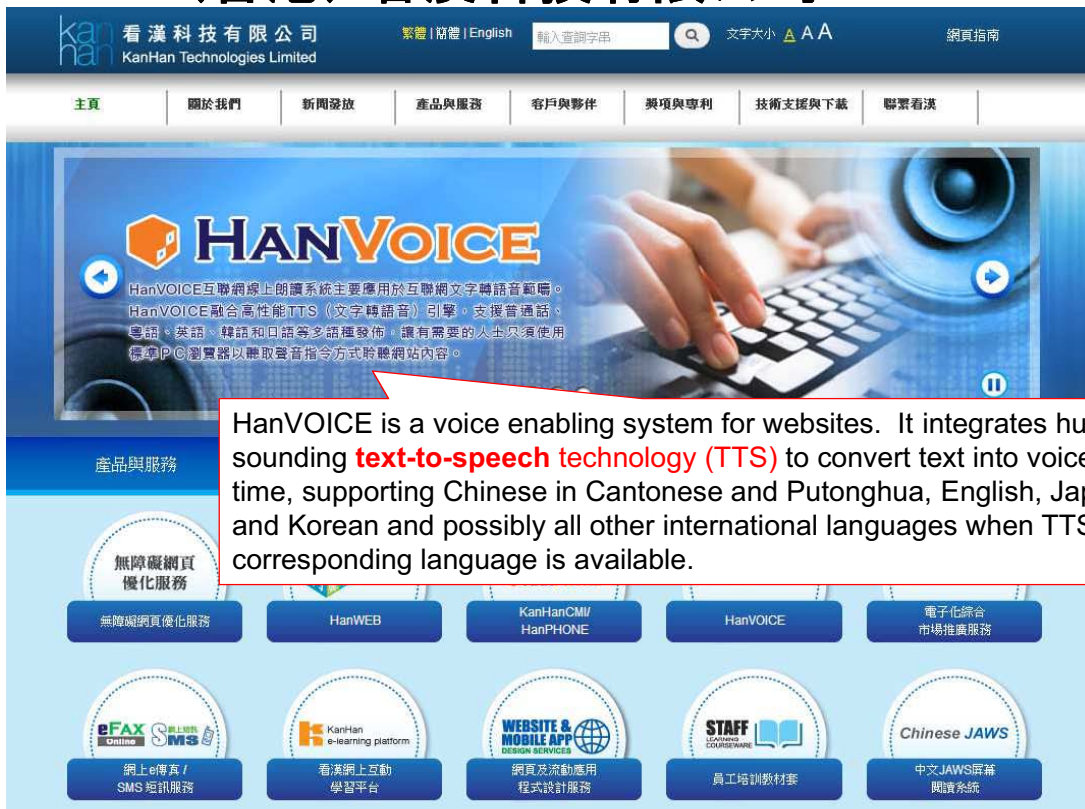 看漢科技有限公司
KanHan Technologies Limited
繁體 | 簡體 | English
輸入查詢字串
文字大小 A A A
網頁指南
主頁
關於我們
新聞發放
產品與服務
客戶與夥伴
獎項與專利
技術支援與下載
聯繫看漢
HANVOICE
HanVOICE互聯網線上朗讀系統主要應用於互聯網文字轉語音範疇。
HanVOICE融合高性能TTS（文字轉語音）引擎，支援普通話、
粵語、英語、韓語和日語等多語種發佈，讓有需要的人士只須使用
標準PC瀏覽器以聽取聲音指令方式聆聽網站內容。
HanVOICE is a voice enabling system for websites.  It integrates hu
sounding text-to-speech technology (TTS) to convert text into voice
time, supporting Chinese in Cantonese and Putonghua, English, Jap
and Korean and possibly all other international languages when TTS
corresponding language is available.
產品與服務
無障礙網頁
優化服務
無障礙網頁優化服務
HanWEB
KanHanCMI/
HanPHONE
HanVOICE
電子化綜合
市場推廣服務
eFAX
Online
網上短訊
SMS
網上e傳真 /
SMS 短訊服務
KanHan
e-learning platform
看漢網上互動
學習平台
WEBSITE &
MOBILE APP
DESIGN SERVICES
網頁及流動應用
程式設計服務
STAFF
LEARNING
COURSEWARE
員工培訓教材套
Chinese JAWS
中文JAWS屏幕
閱讀系統